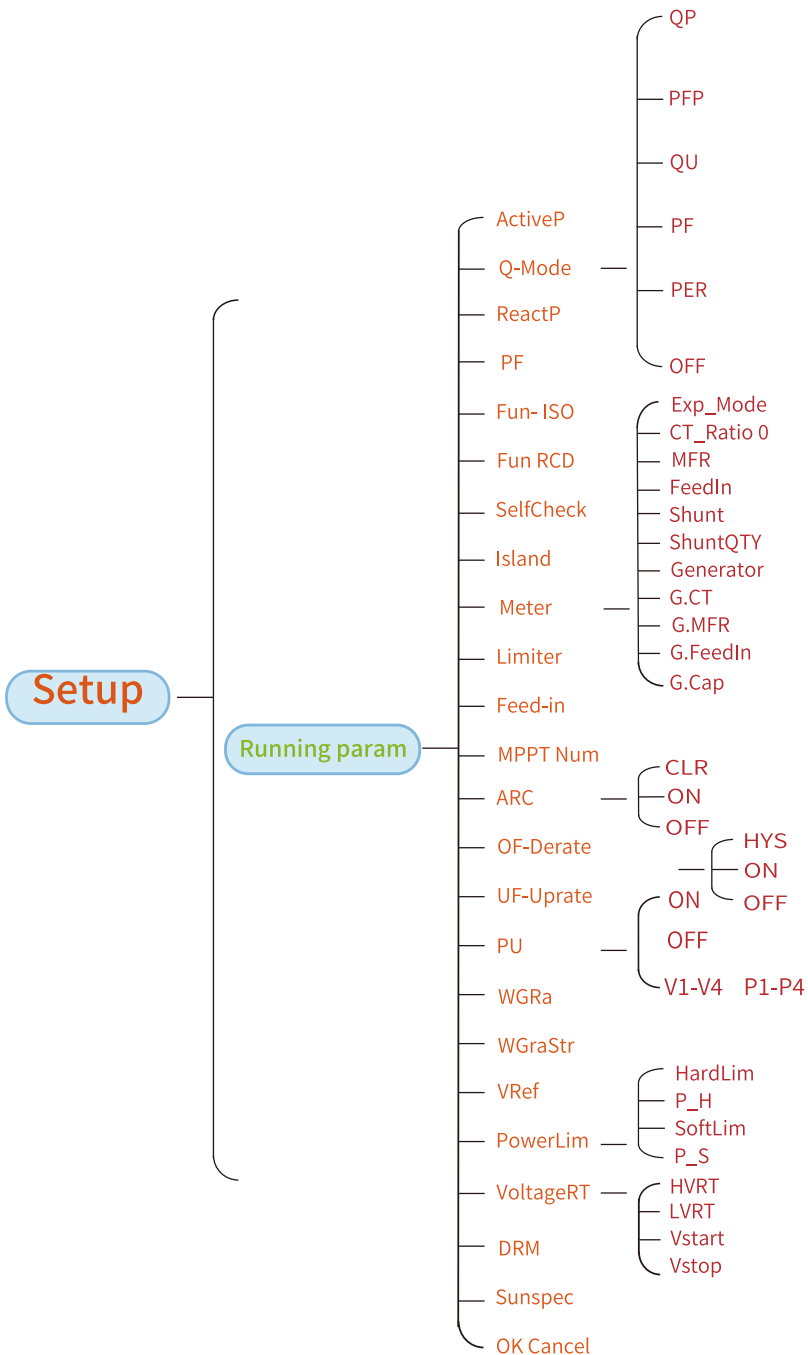 Setup
Running param
ActiveP
Q-Mode
QP
PFP
QU
PF
PER
OFF
ReactP
PF
Fun- ISO
Fun RCD
SelfCheck
Island
Meter
Exp_Mode
CT_Ratio 0
MFR
FeedIn
Shunt
ShuntQTY
Generator
G.CT
G.MFR
G.FeedIn
G.Cap
Limiter
Feed-in
MPPT Num
ARC
CLR
ON
OFF
OF-Derate
UF-Uprate
HYS
ON
OFF
PU
ON
OFF
V1-V4 P1-P4
WGRa
WGraStr
VRef
PowerLim
HardLim
P_H
SoftLim
P_S
VoltageRT
HVRT
LVRT
Vstart
Vstop
DRM
Sunspec
OK Cancel